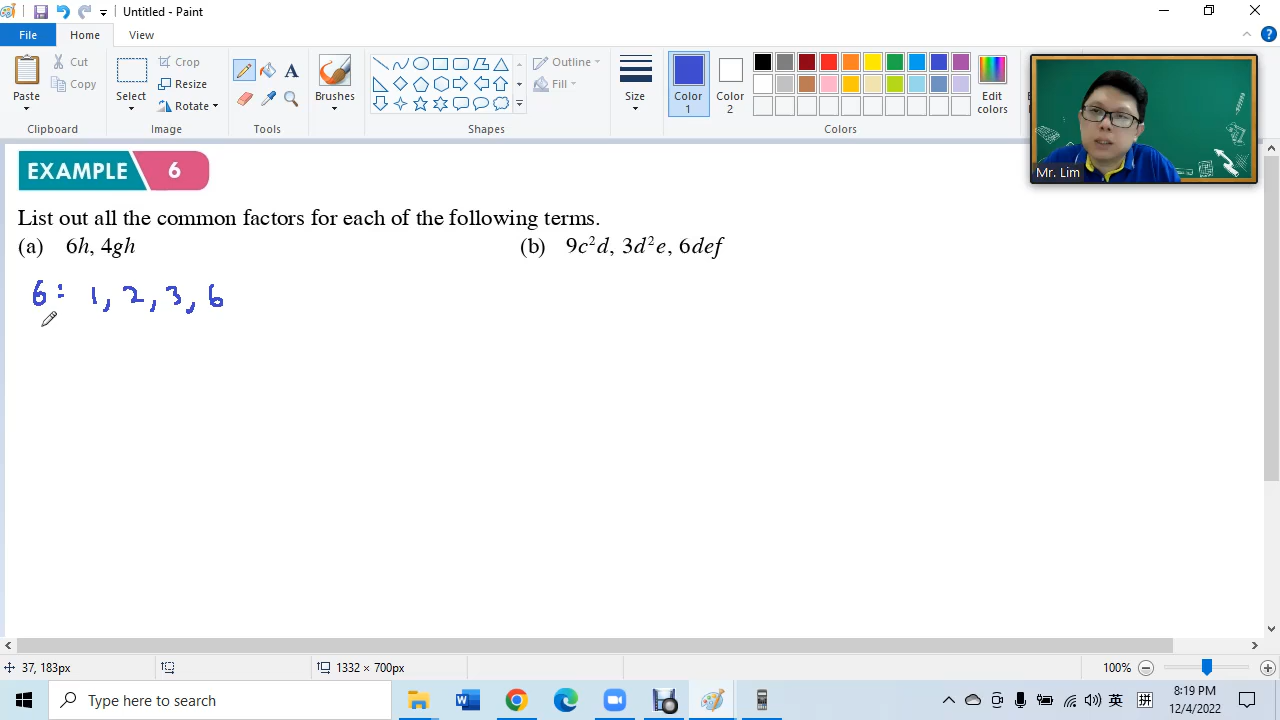 Untitled - Paint
File Home View
Paste Cut Copy Clipboard
Select Crop Resize Rotate Image
Tools
Brushes
Outline Fill Shapes
Size
Color 1 Color 2 Edit colors Colors
Mr. Lim
EXAMPLE 6
List out all the common factors for each of the following terms.
(a) 6h, 4gh (b) 9c²d, 3d²e, 6def
6: 1, 2, 3, 6
37, 183px 1332 × 700px 100%
Type here to search
英 拼 8:19 PM
12/4/2022